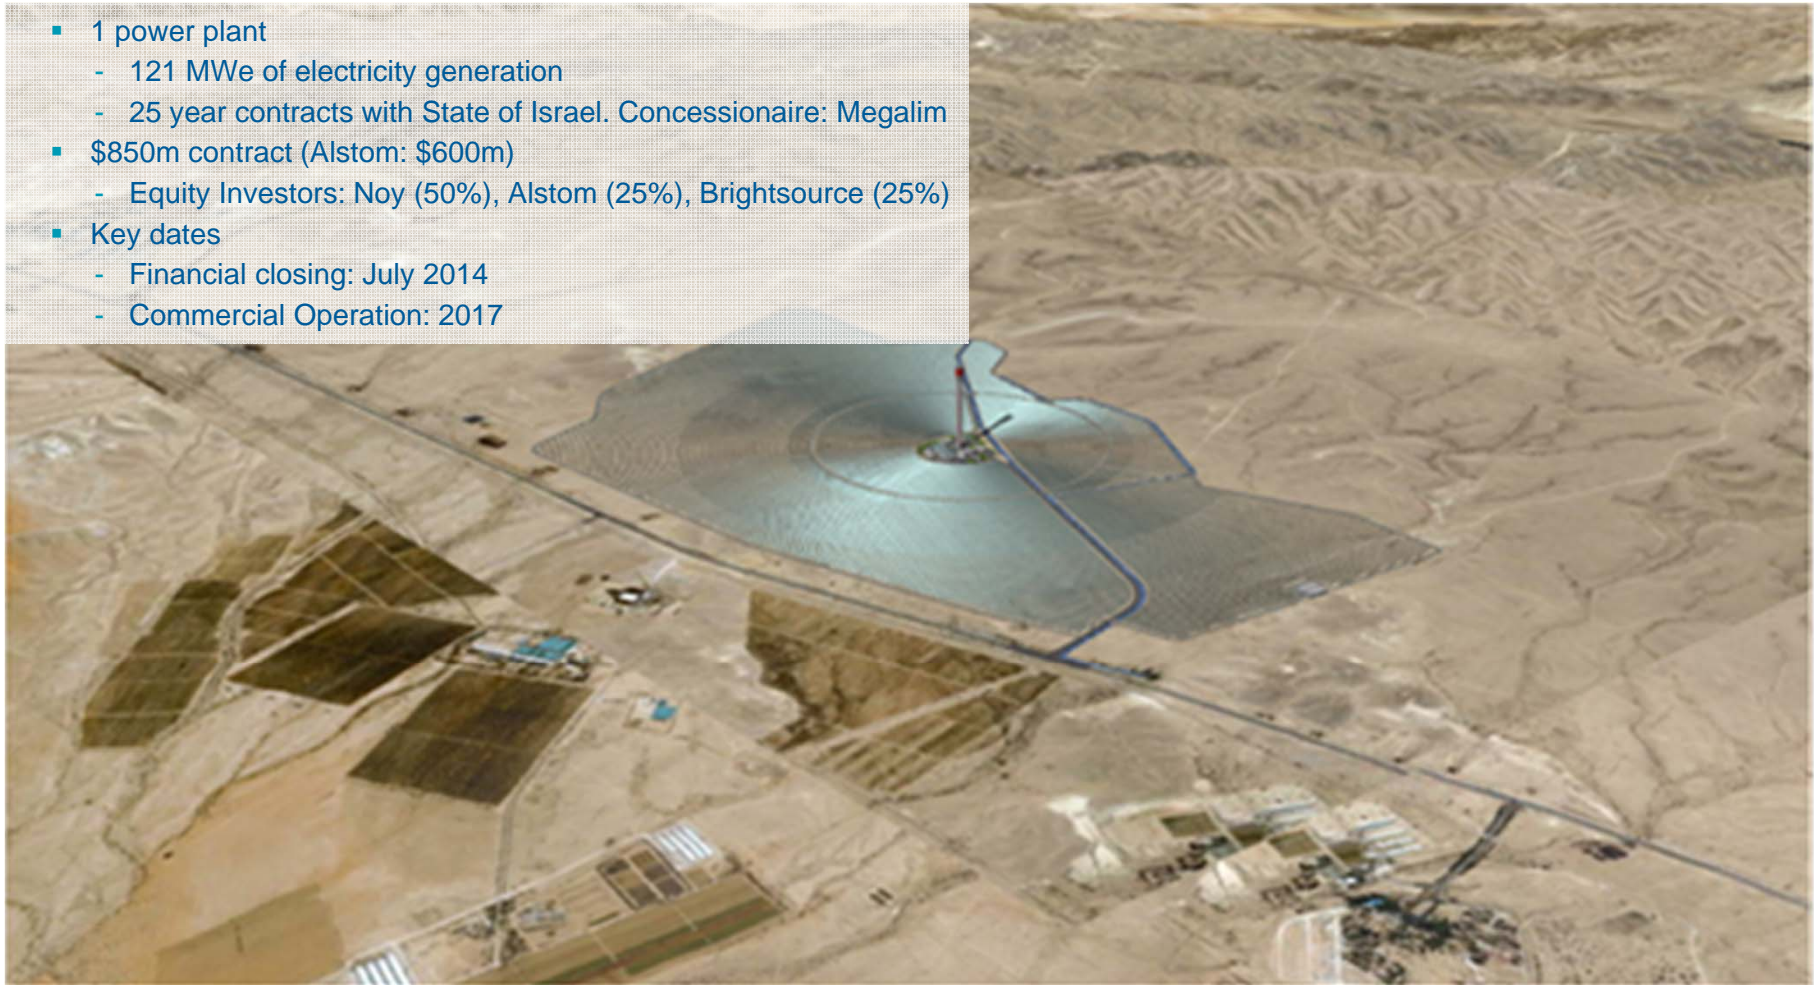 ▪ 1 power plant
- 121 MWe of electricity generation
- 25 year contracts with State of Israel. Concessionaire: Megalim
▪ $850m contract (Alstom: $600m)
- Equity Investors: Noy (50%), Alstom (25%), Brightsource (25%)
▪ Key dates
- Financial closing: July 2014
- Commercial Operation: 2017